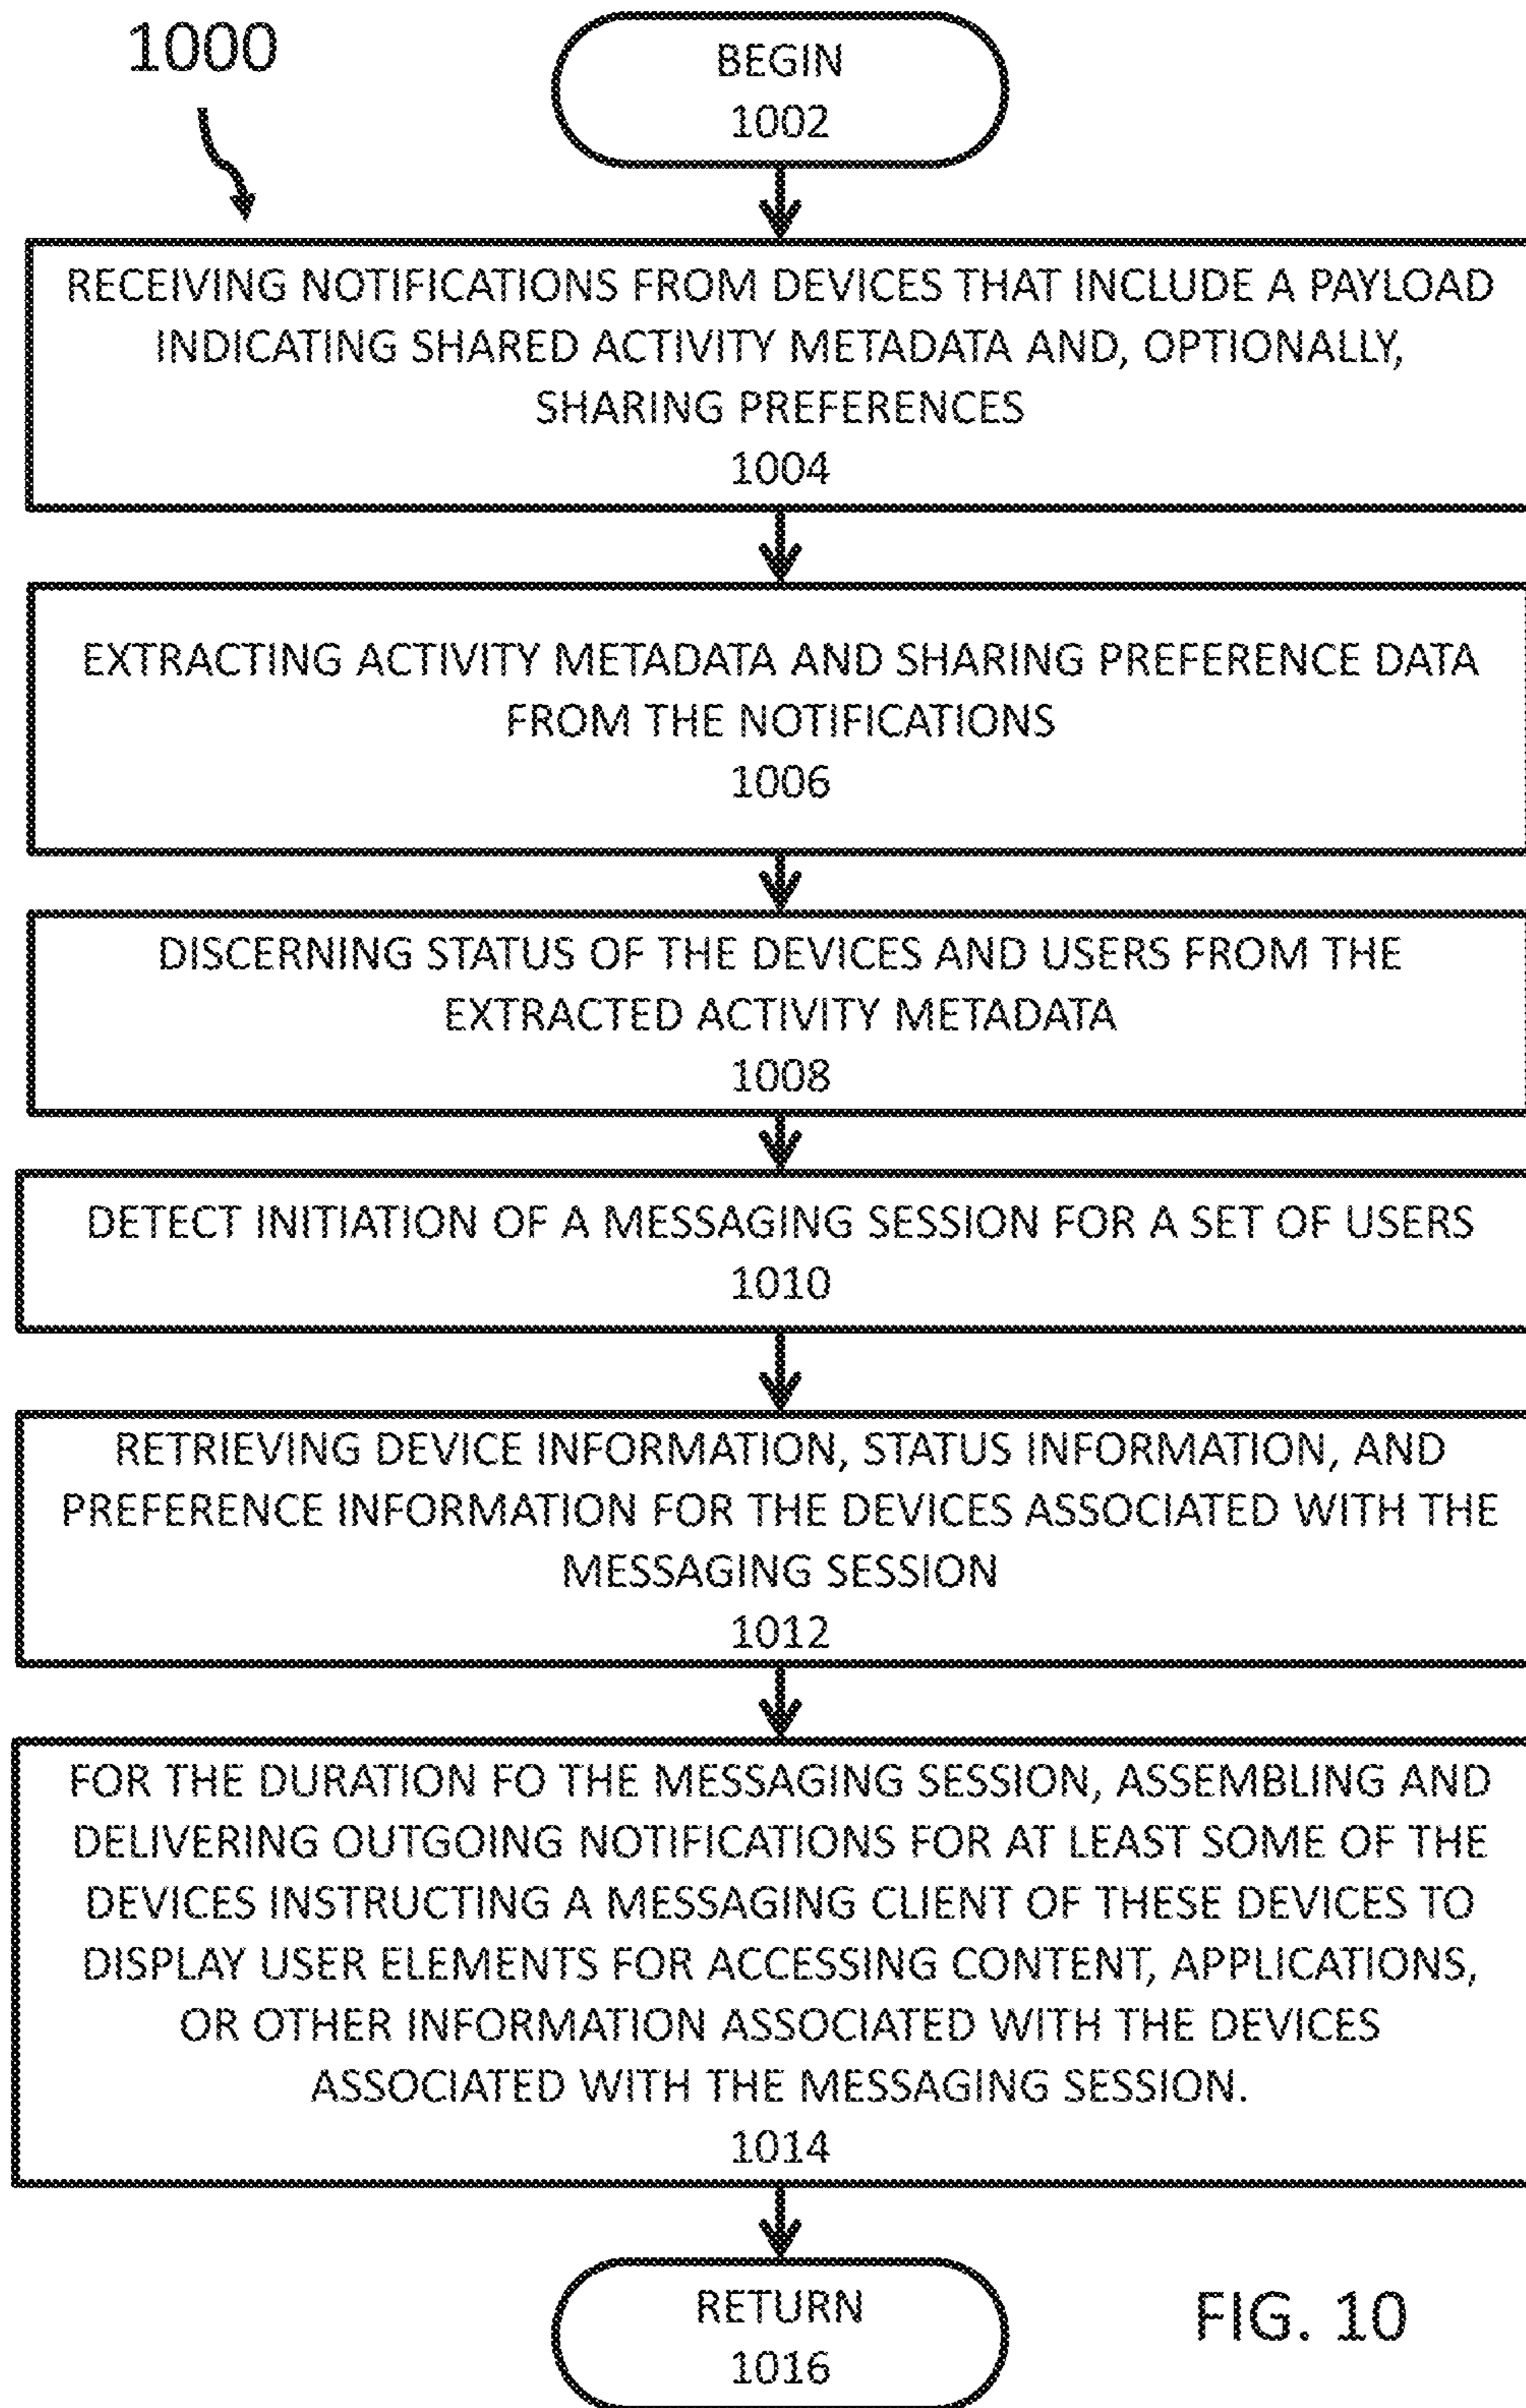 1000
BEGIN
1002
RECEIVING NOTIFICATIONS FROM DEVICES THAT INCLUDE A PAYLOAD
INDICATING SHARED ACTIVITY METADATA AND, OPTIONALLY,
SHARING PREFERENCES
1004
EXTRACTING ACTIVITY METADATA AND SHARING PREFERENCE DATA
FROM THE NOTIFICATIONS
1006
DISCERNING STATUS OF THE DEVICES AND USERS FROM THE
EXTRACTED ACTIVITY METADATA
1008
DETECT INITIATION OF A MESSAGING SESSION FOR A SET OF USERS
1010
RETRIEVING DEVICE INFORMATION, STATUS INFORMATION, AND
PREFERENCE INFORMATION FOR THE DEVICES ASSOCIATED WITH THE
MESSAGING SESSION
1012
FOR THE DURATION FO THE MESSAGING SESSION, ASSEMBLING AND
DELIVERING OUTGOING NOTIFICATIONS FOR AT LEAST SOME OF THE
DEVICES INSTRUCTING A MESSAGING CLIENT OF THESE DEVICES TO
DISPLAY USER ELEMENTS FOR ACCESSING CONTENT, APPLICATIONS,
OR OTHER INFORMATION ASSOCIATED WITH THE DEVICES
ASSOCIATED WITH THE MESSAGING SESSION.
1014
RETURN
1016
FIG. 10